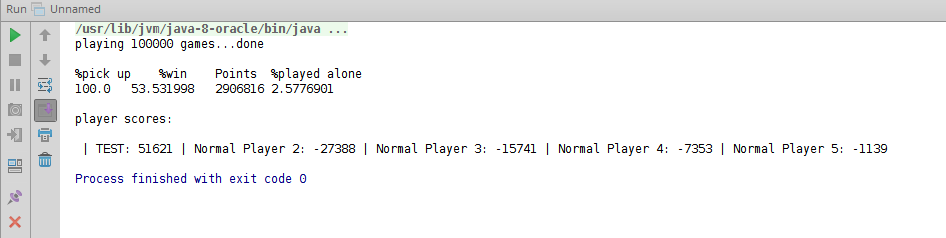 Run Unnamed
/usr/lib/jvm/java-8-oracle/bin/java ...
playing 100000 games...done
%pick up %win Points %played alone
100.0 53.531998 2906816 2.5776901
player scores:
| TEST: 51621 | Normal Player 2: -27388 | Normal Player 3: -15741 | Normal Player 4: -7353 | Normal Player 5: -1139
Process finished with exit code 0